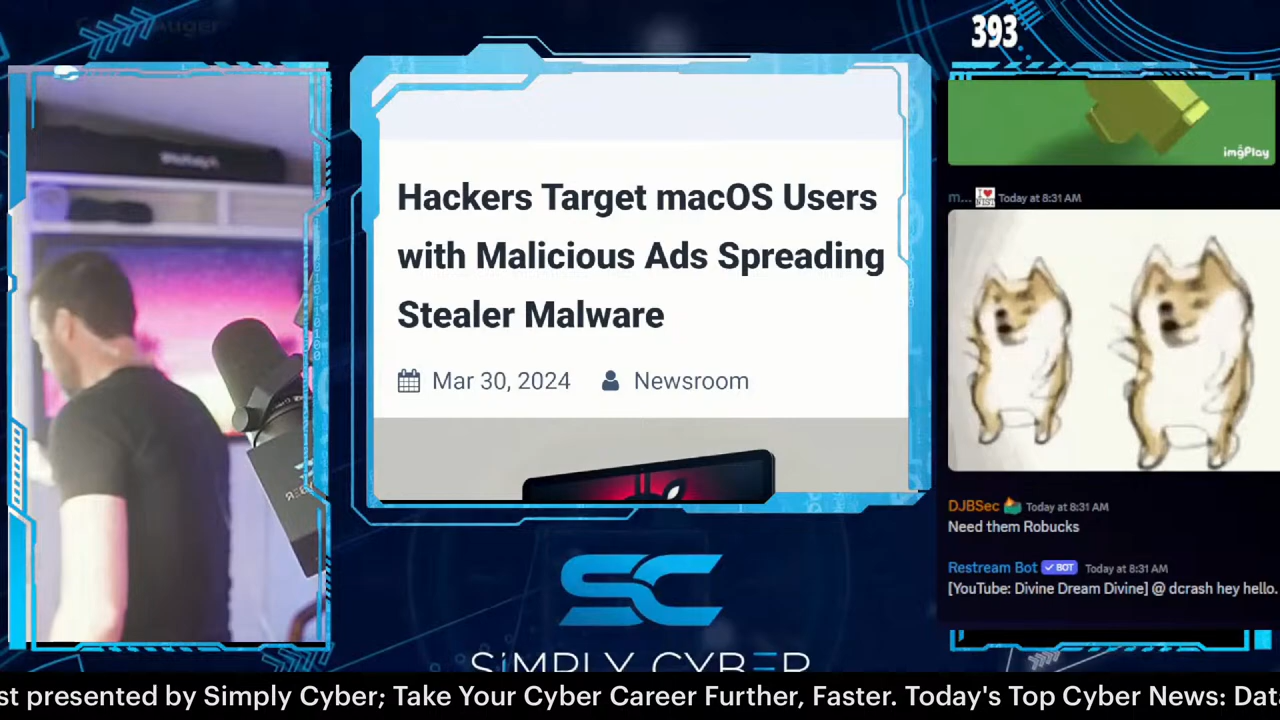 393
Hackers Target macOS Users
with Malicious Ads Spreading
Stealer Malware
Mar 30, 2024 Newsroom
imgPlay
m... Today at 8:31 AM
DJBSec Today at 8:31 AM
Need them Robucks
Restream Bot BOT Today at 8:31 AM
[YouTube: Divine Dream Divine] @ dcrash hey hello.
SC
SiMPLY CYBER
st presented by Simply Cyber; Take Your Cyber Career Further, Faster. Today's Top Cyber News: Dat